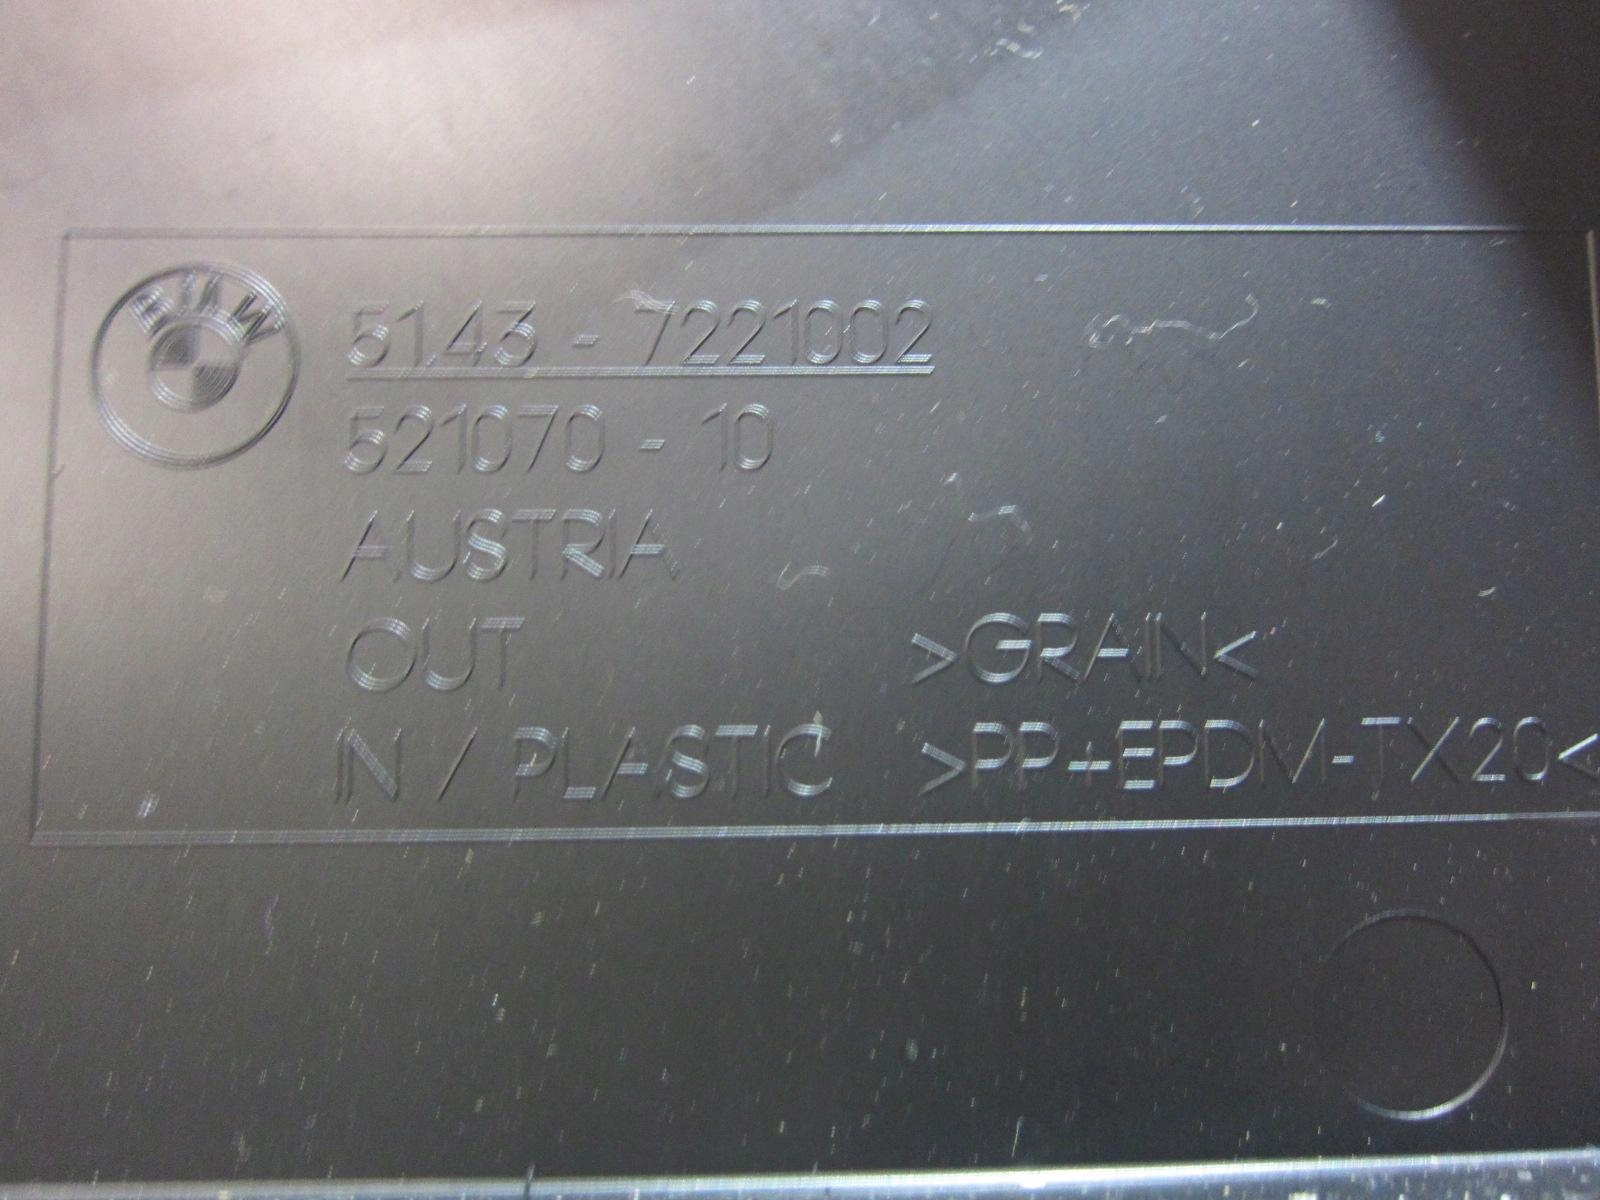 BMW
5143 - 7221002
521070 - 10
AUSTRIA
OUT >GRAIN<
IN / PLASTIC >PP+EPDM-TX20<